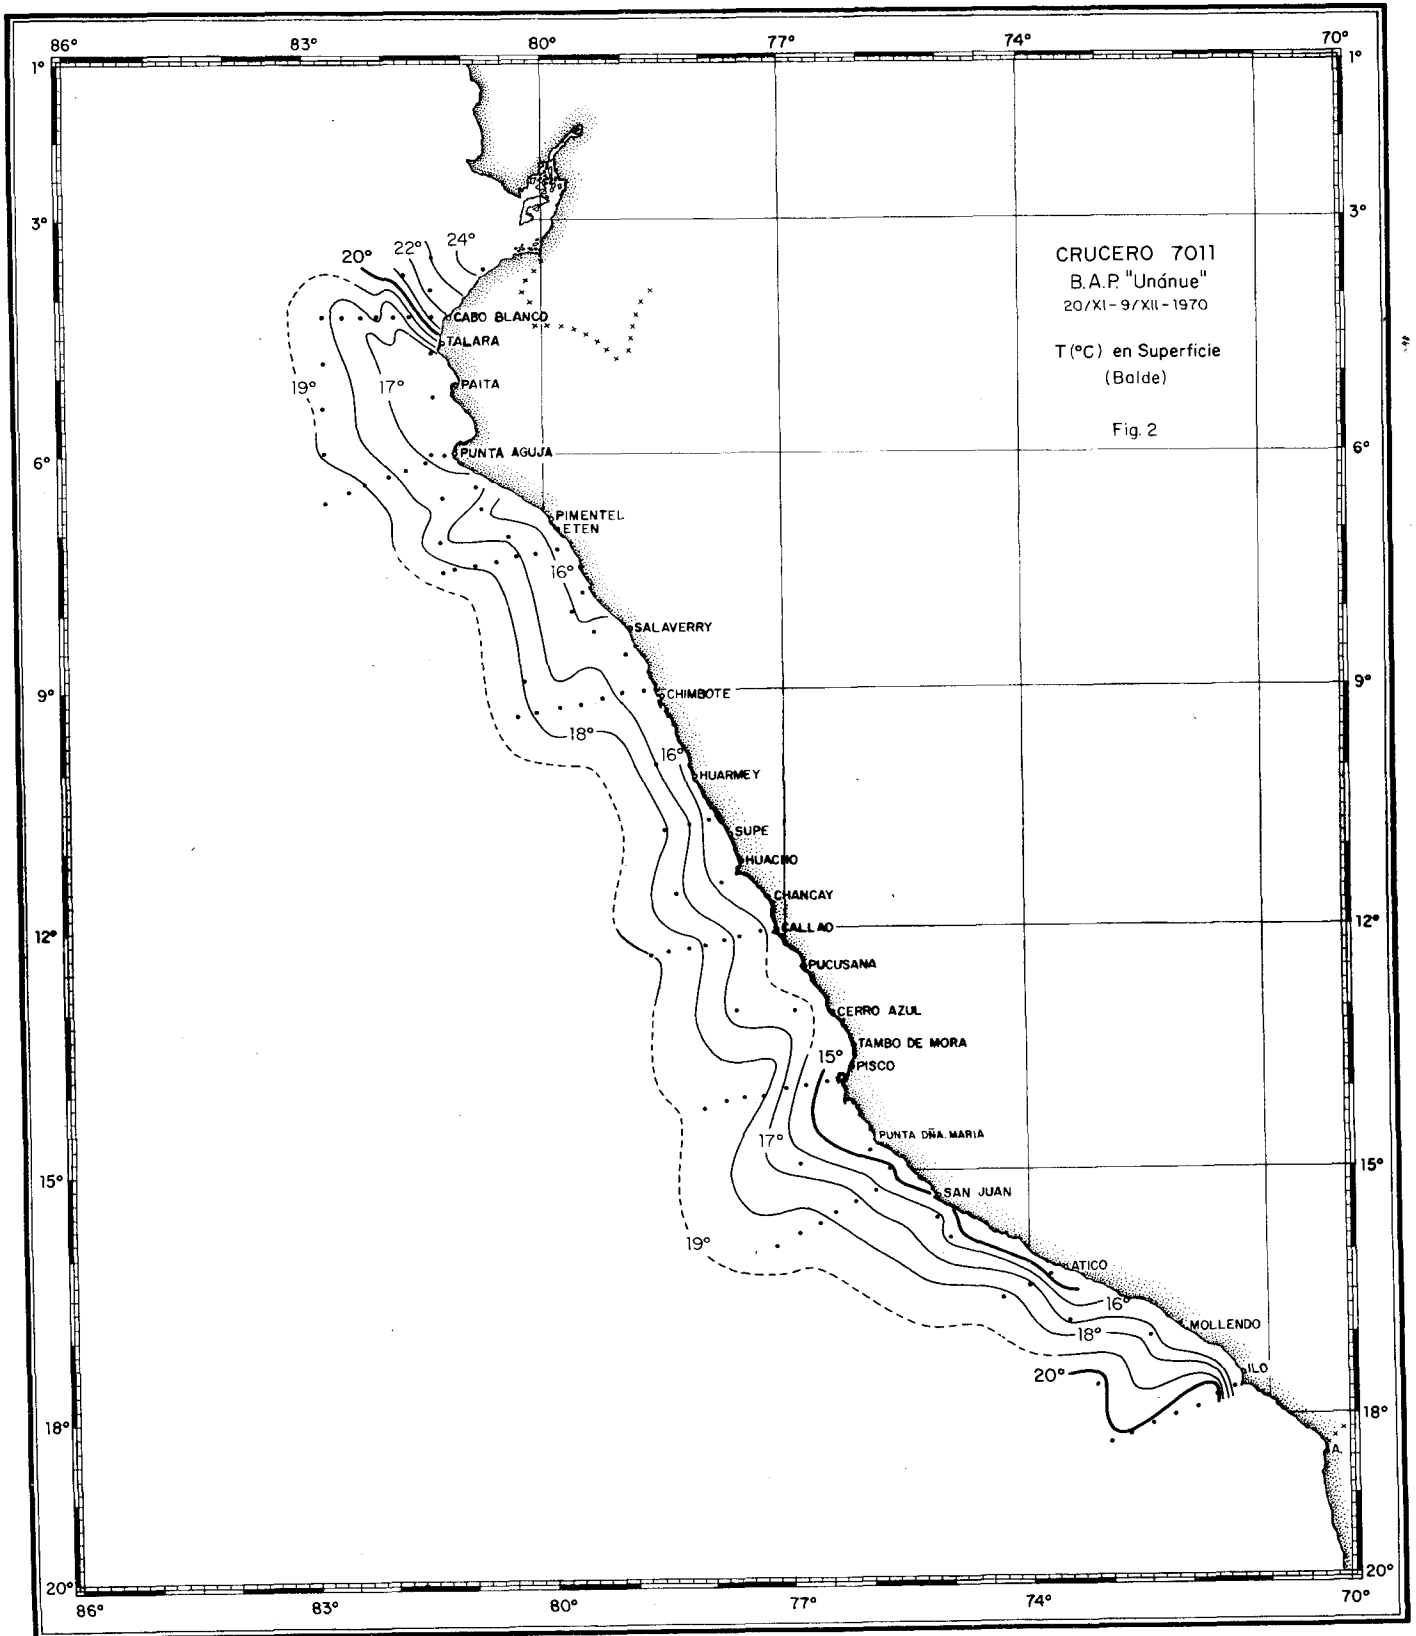 86° 83° 80° 77° 74° 70°
1° 1°
3° 3°
24°
22°
20°
CRUCERO 7011
B.A.P. "Unánue"
20/XI-9/XII-1970
T(°C) en Superficie
(Balde)
Fig. 2
CABO BLANCO
TALARA
19° 17° PAITA
PUNTA AGUJA
6° 6°
PIMENTEL
ETEN
16°
SALAVERRY
9° CHIMBOTE 9°
18°
16°
HUARMEY
SUPE
HUACHO
CHANCAY
12° CALLAO 12°
PUCUSANA
CERRO AZUL
TAMBO DE MORA
15° PISCO
17° PUNTA DÑA. MARIA
15° 15°
SAN JUAN
19°
ATICO
16°
MOLLENDO
18°
ILO
20°
18° 18°
A.
20° 20°
86° 83° 80° 77° 74° 70°